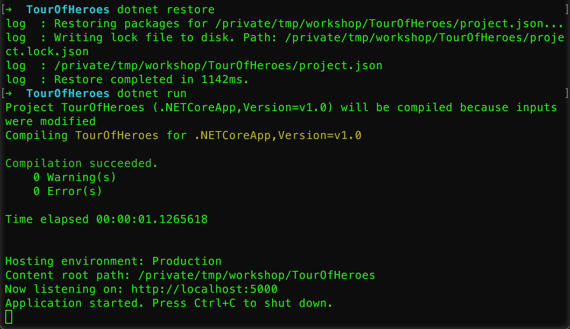 [→  TourOfHeroes dotnet restore ]
log  : Restoring packages for /private/tmp/workshop/TourOfHeroes/project.json...
log  : Writing lock file to disk. Path: /private/tmp/workshop/TourOfHeroes/proje
ct.lock.json
log  : /private/tmp/workshop/TourOfHeroes/project.json
log  : Restore completed in 1142ms.
[→  TourOfHeroes dotnet run ]
Project TourOfHeroes (.NETCoreApp,Version=v1.0) will be compiled because inputs
were modified
Compiling TourOfHeroes for .NETCoreApp,Version=v1.0
Compilation succeeded.
    0 Warning(s)
    0 Error(s)
Time elapsed 00:00:01.1265618
Hosting environment: Production
Content root path: /private/tmp/workshop/TourOfHeroes
Now listening on: http://localhost:5000
Application started. Press Ctrl+C to shut down.